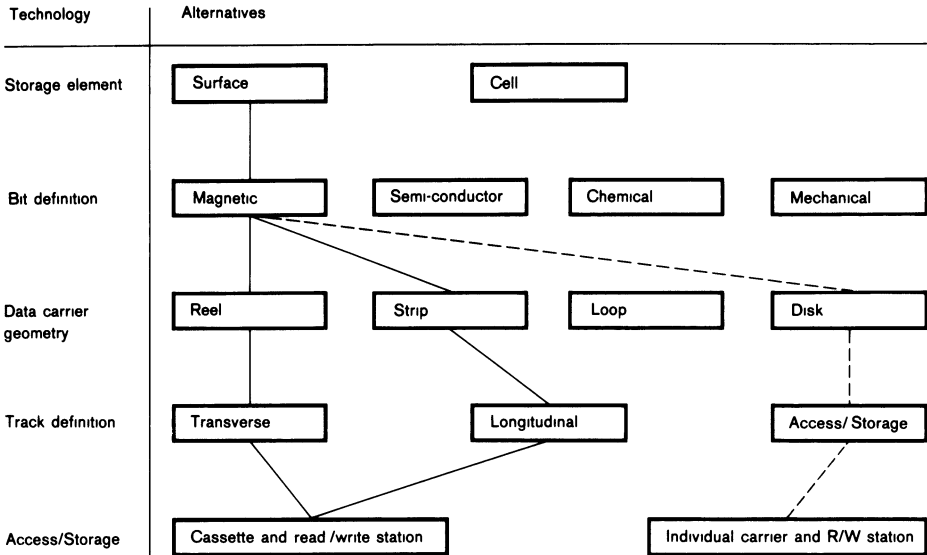 Technology Alternatives
Storage element Surface Cell
Bit definition Magnetic Semi-conductor Chemical Mechanical
Data carrier
geometry Reel Strip Loop Disk
Track definition Transverse Longitudinal Access/Storage
Access/Storage Cassette and read/write station Individual carrier and R/W station